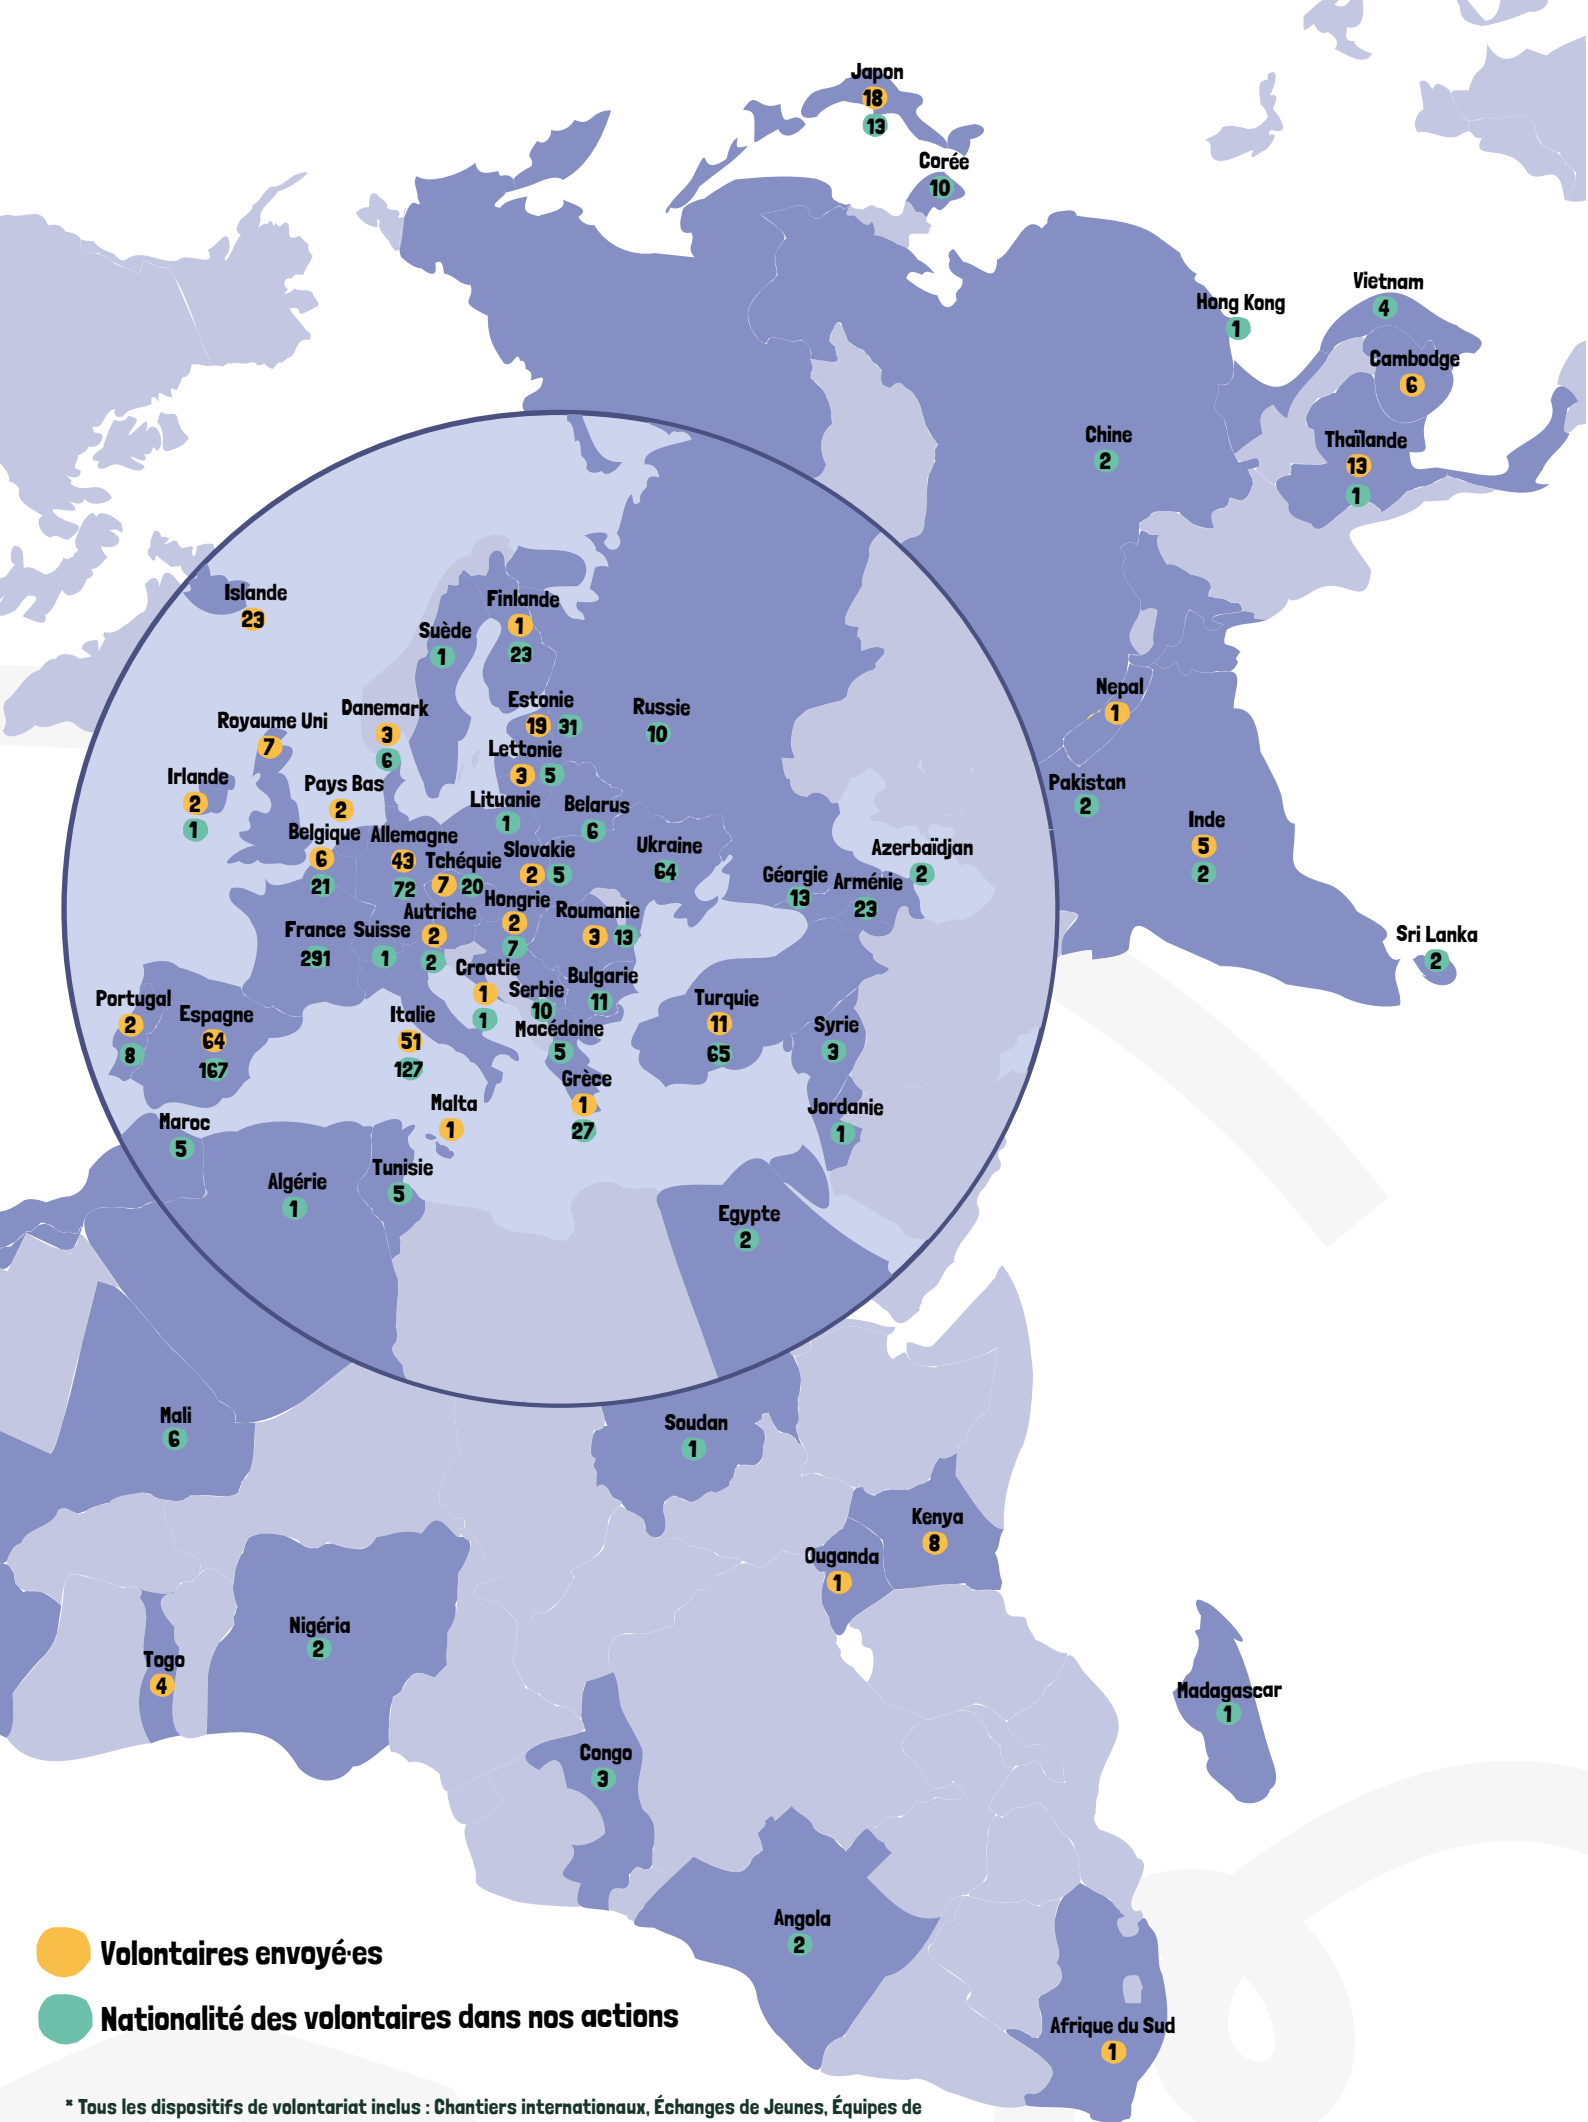 Japon
18
13
Corée
10
Vietnam
4
Hong Kong
1
Cambodge
6
Chine
2
Thaïlande
13
1
Islande
23
Finlande
1
23
Suède
1
Nepal
1
Estonie
19 31
Russie
10
Danemark
3
6
Royaume Uni
7
Lettonie
3 5
Irlande
2
1
Pays Bas
2
Pakistan
2
Lituanie
1
Belarus
6
Inde
5
2
Belgique
6
21
Allemagne
43
72
Tchéquie
7 20
Slovakie
2 5
Ukraine
64
Azerbaïdjan
2
Géorgie
13
Arménie
23
Hongrie
2
7
Autriche
2
2
Roumanie
3 13
France
291
Suisse
1
Sri Lanka
2
Croatie
1
1
Serbie
10
Bulgarie
11
Portugal
2
8
Espagne
64
167
Italie
51
127
Turquie
11
65
Macédoine
5
Syrie
3
Grèce
1
27
Malta
1
Jordanie
1
Maroc
5
Algérie
1
Tunisie
5
Egypte
2
Mali
6
Soudan
1
Kenya
8
Ouganda
1
Nigéria
2
Togo
4
Madagascar
1
Congo
3
Angola
2
Afrique du Sud
1
Volontaires envoyé·es
Nationalité des volontaires dans nos actions
* Tous les dispositifs de volontariat inclus : Chantiers internationaux, Échanges de Jeunes, Équipes de